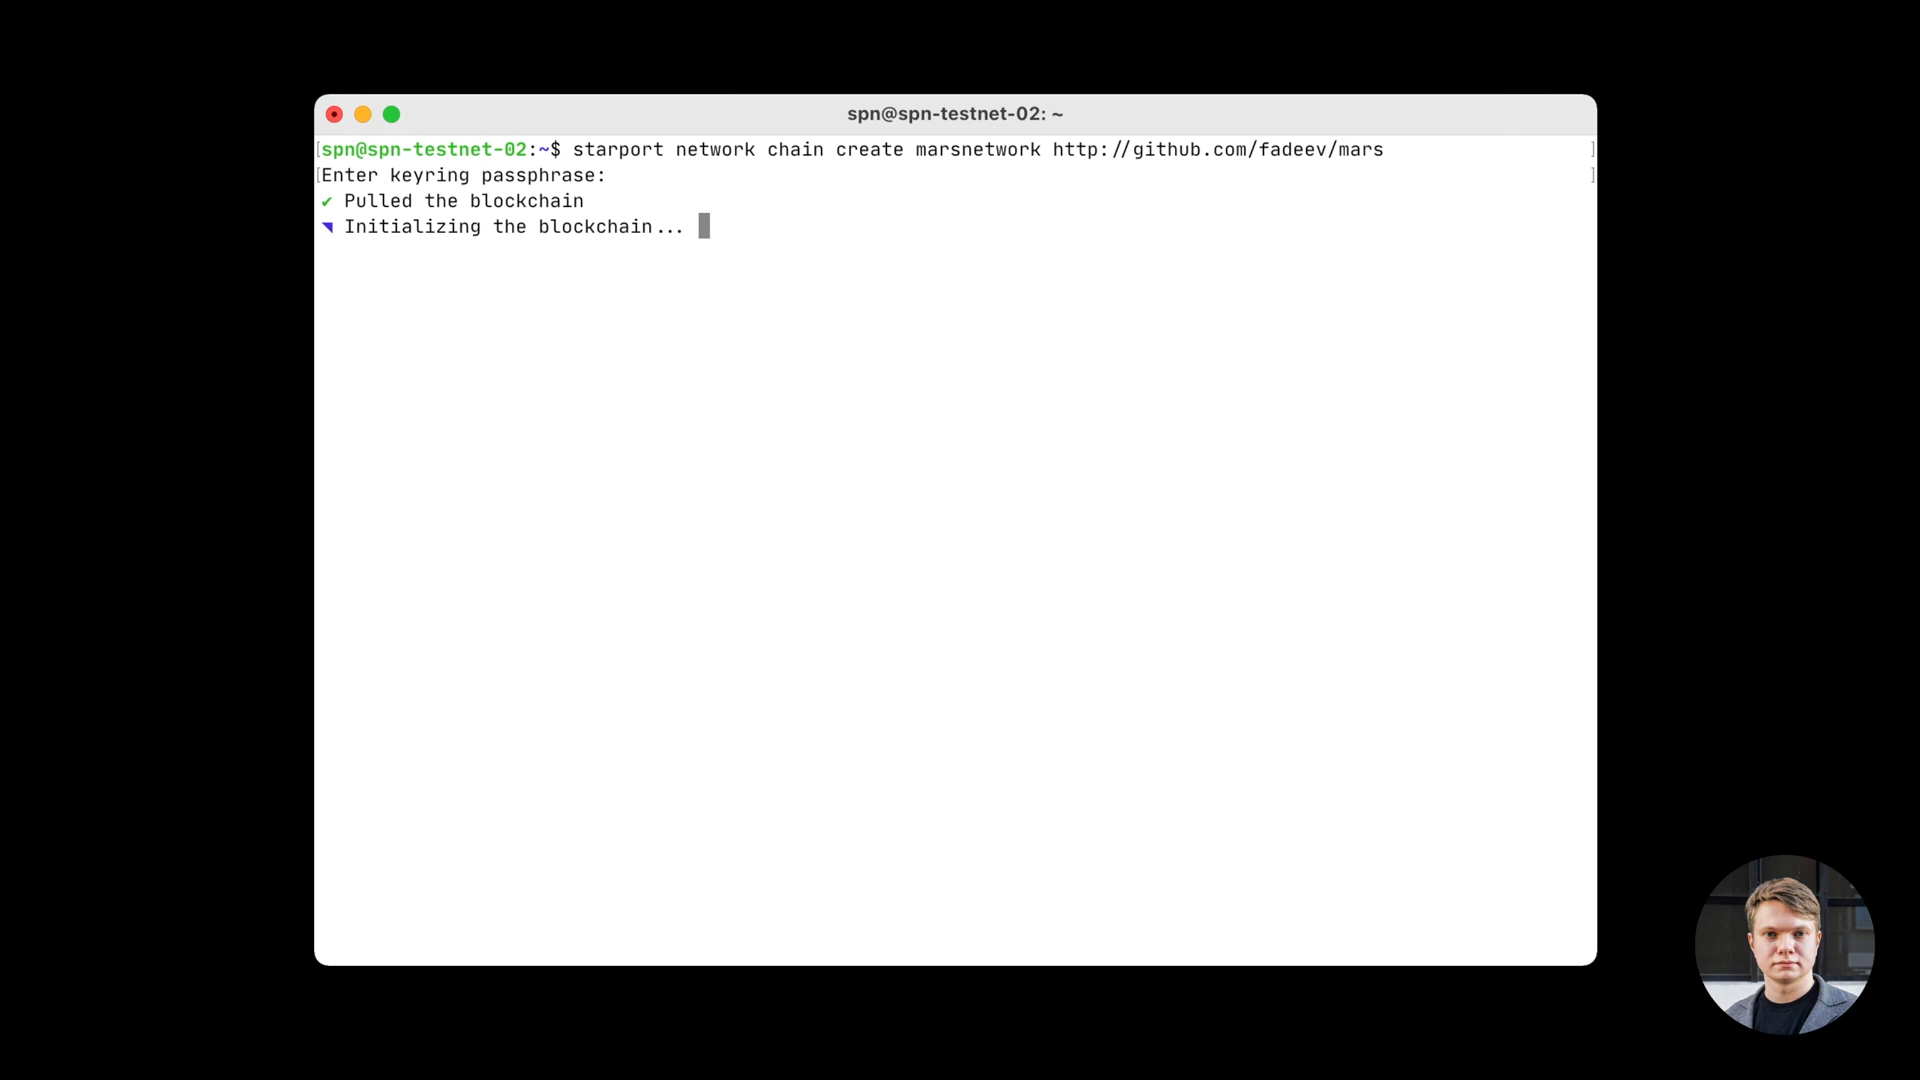 spn@spn-testnet-02: ~
[spn@spn-testnet-02:~$ starport network chain create marsnetwork http://github.com/fadeev/mars ]
[Enter keyring passphrase: ]
✔ Pulled the blockchain
◥ Initializing the blockchain...